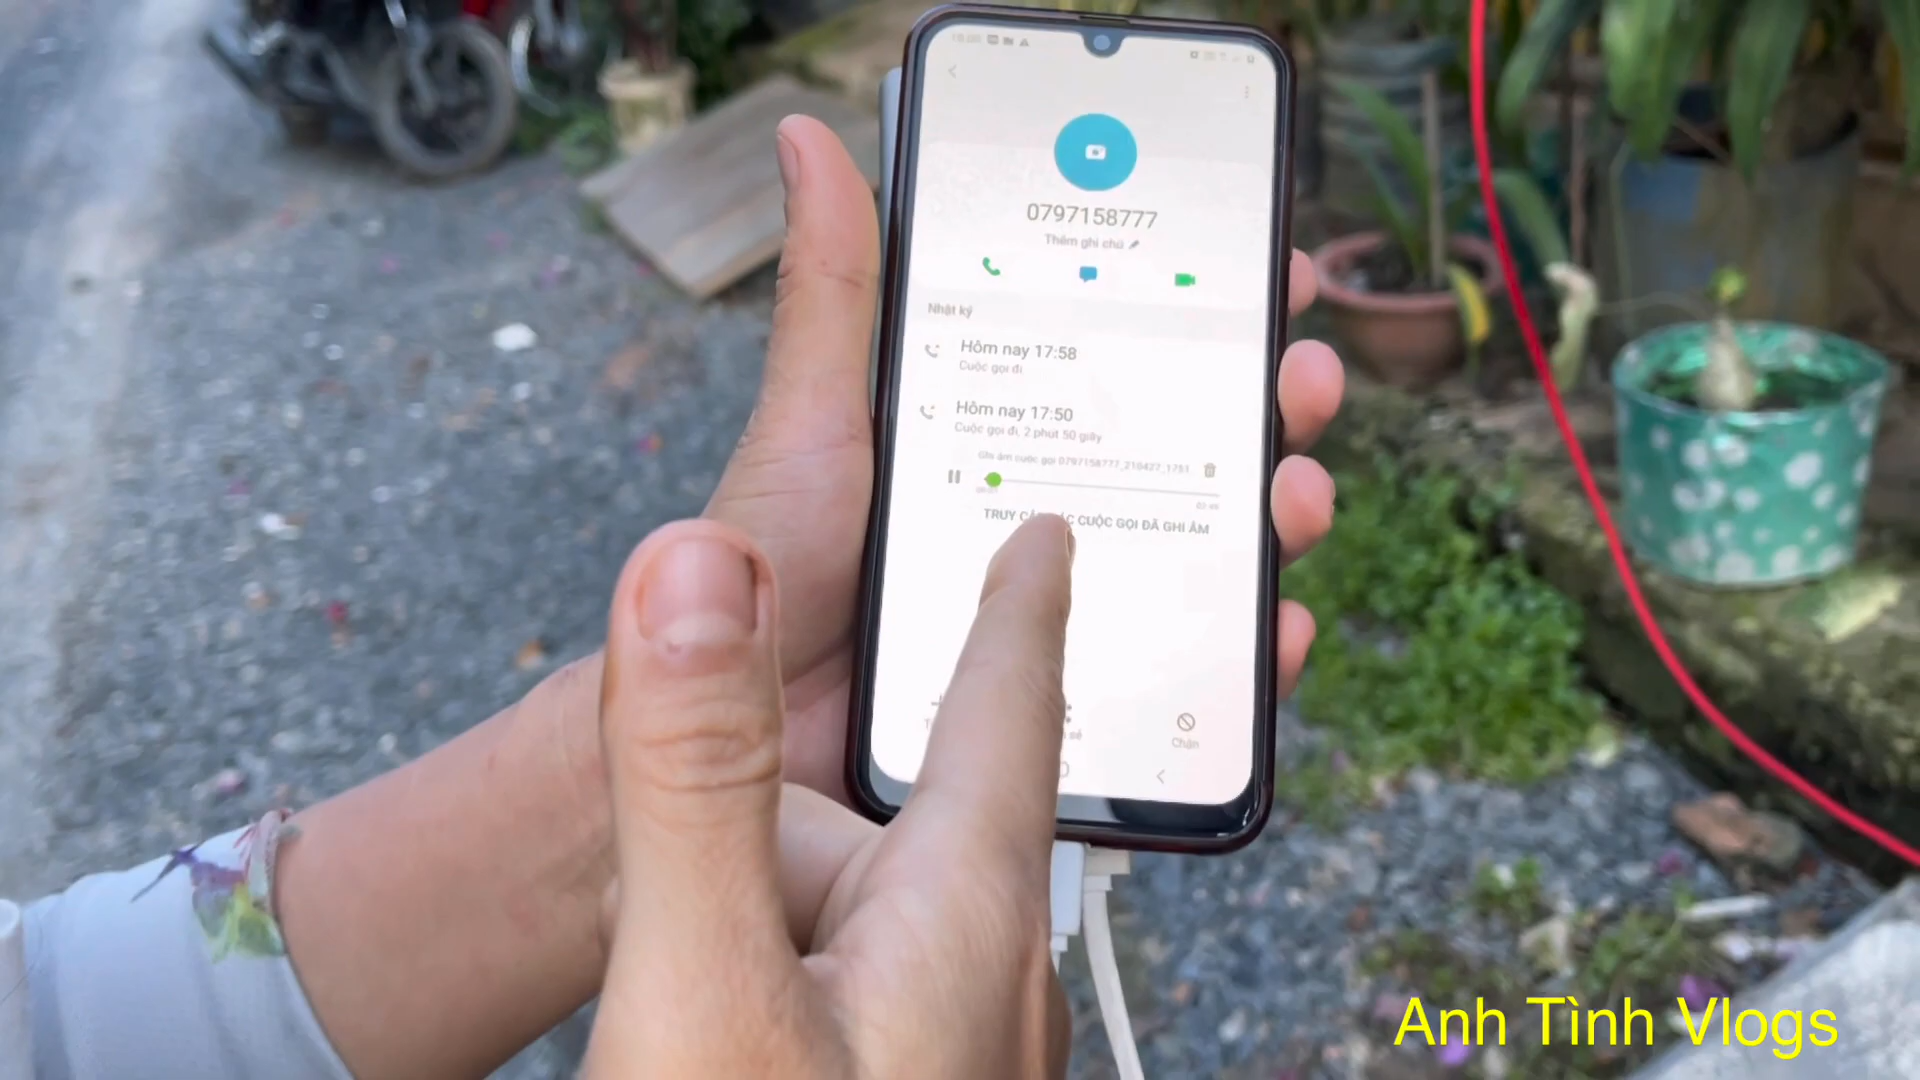 0797158777
Thêm ghi chú
Nhật ký
Hôm nay 17:58
Cuộc gọi đi
Hôm nay 17:50
Cuộc gọi đi, 2 phút 50 giây
Ghi âm cuộc gọi 0797158777_210427_1751...
TRUY CÁC CUỘC GỌI ĐÃ GHI ÂM
sẻ
Chặn
Anh Tình Vlogs